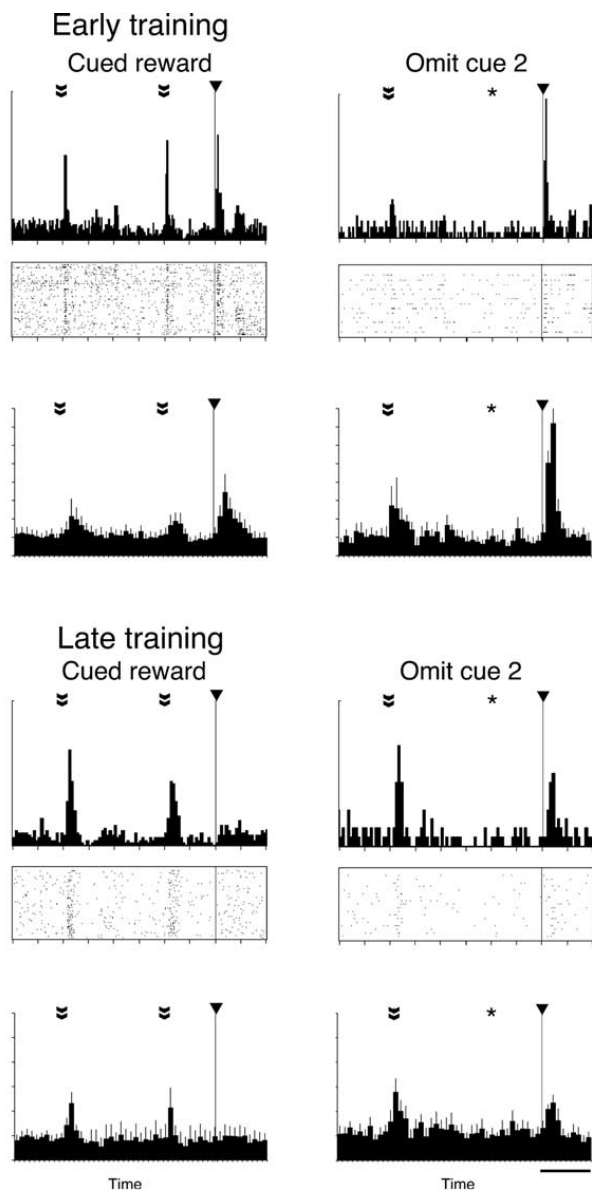 Early training
Cued reward
Omit cue 2
*
*
Late training
Cued reward
Omit cue 2
*
*
Time
Time